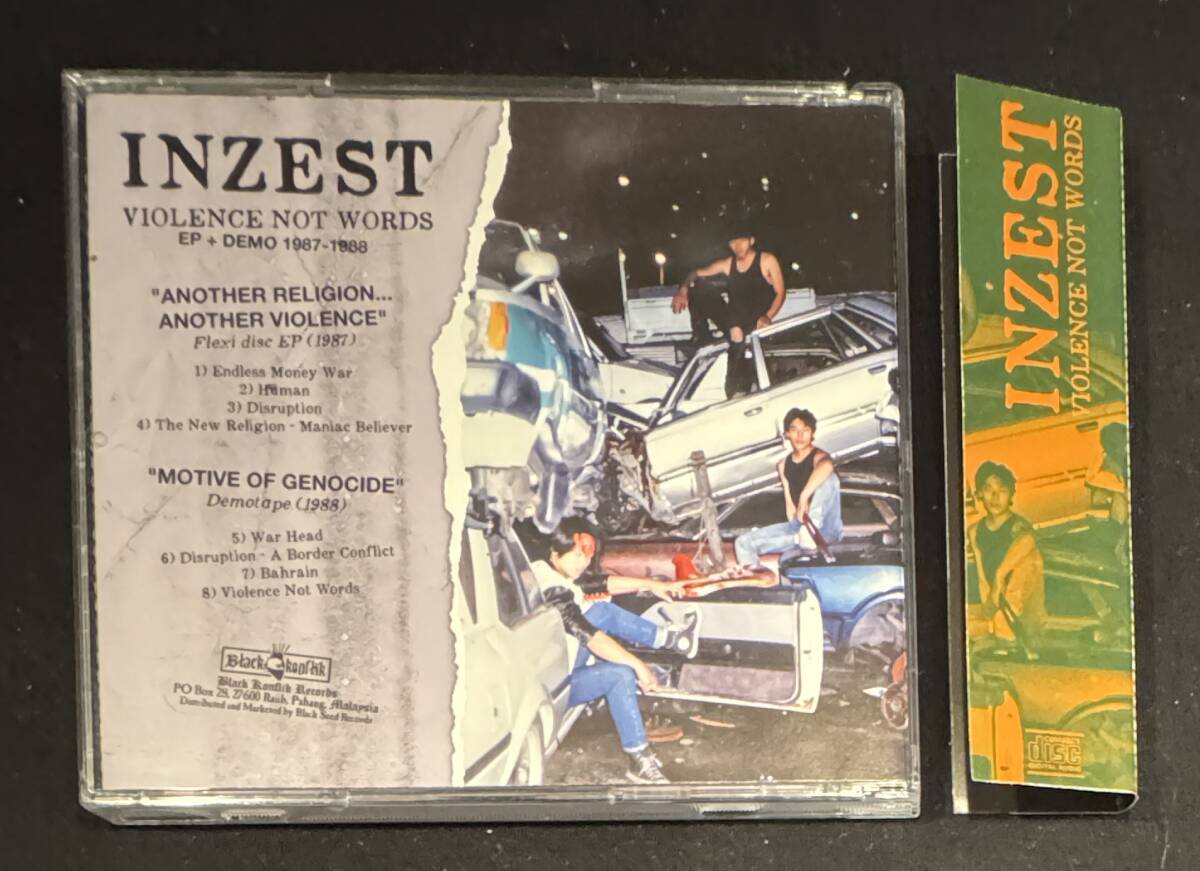 INZEST
VIOLENCE NOT WORDS
EP + DEMO 1987-1988
"ANOTHER RELIGION...
ANOTHER VIOLENCE"
Flexi disc EP (1987)
1) Endless Money War
2) Human
3) Disruption
4) The New Religion - Maniac Believer
"MOTIVE OF GENOCIDE"
Demotape (1988)
5) War Head
6) Disruption - A Border Conflict
7) Bahrain
8) Violence Not Words
Black konflik
Black Konflik Records
PO Box 28, 27600 Raub, Pahang, Malaysia
Distributed and Marketed by Black Seed Records
INZEST
VIOLENCE NOT WORDS
COMPACT
disc
DIGITAL AUDIO